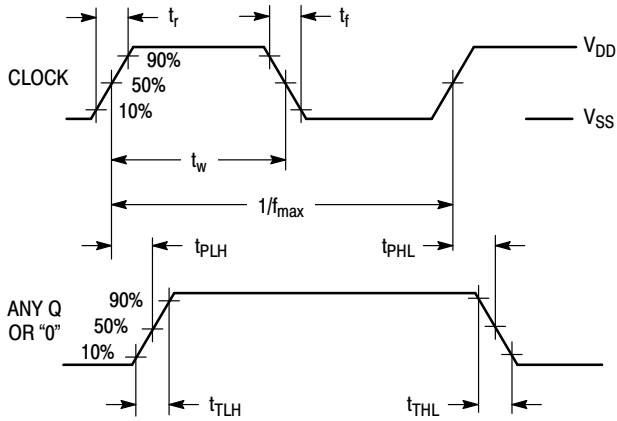 tr
tf
VDD
90%
CLOCK
50%
10%
VSS
tw
1/fmax
tPLH
tPHL
ANY Q
OR “0”
90%
50%
10%
tTLH
tTHL